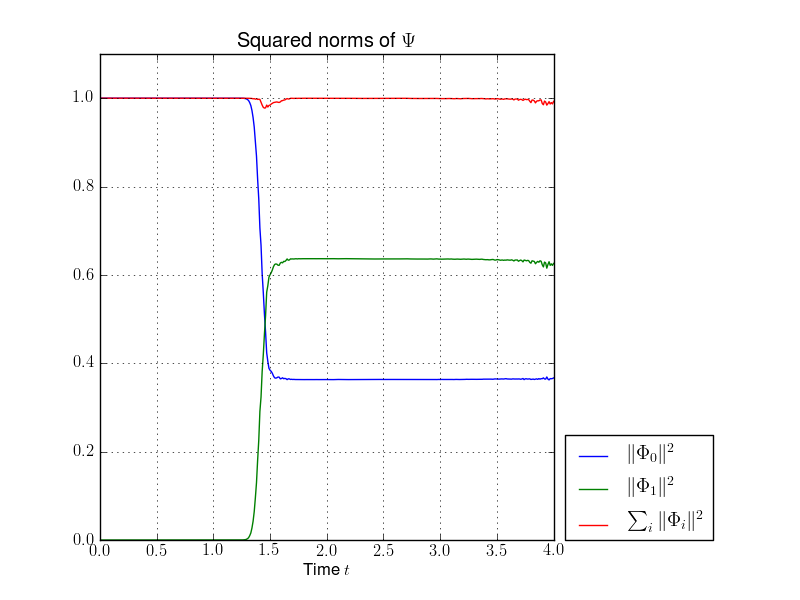 Squared norms of Ψ
1.0
0.8
0.6
0.4
0.2
0.0
0.0 0.5 1.0 1.5 2.0 2.5 3.0 3.5 4.0
Time t
‖Φ₀‖²
‖Φ₁‖²
∑ᵢ ‖Φᵢ‖²